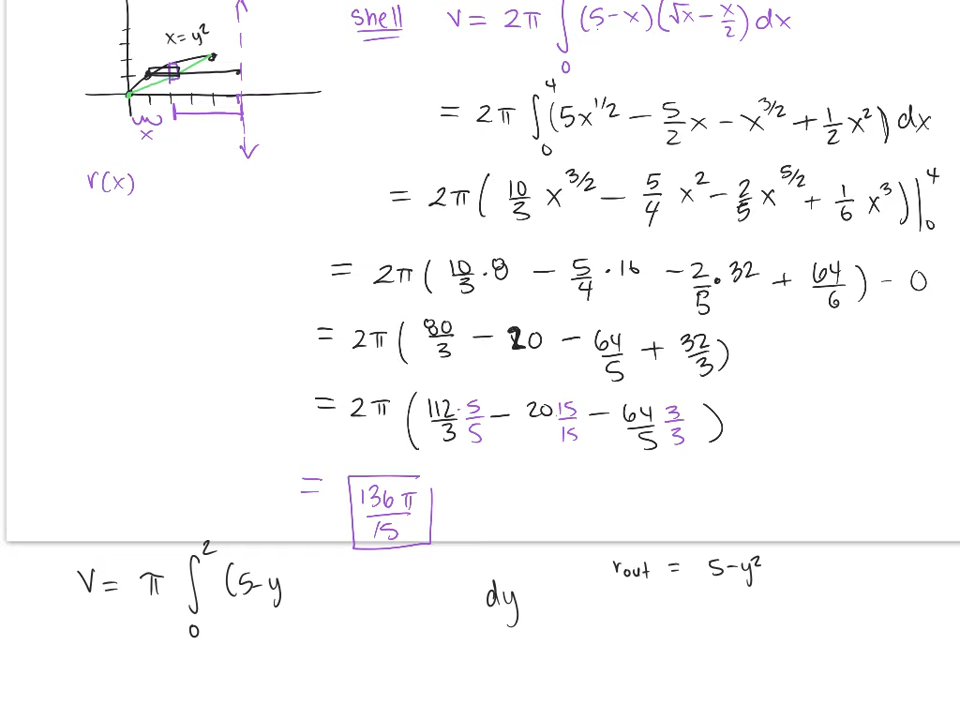 shell V = 2π ∫₀ (5-x)(√x - x/2) dx
x = y²
= 2π ∫₀⁴ (5x^{1/2} - 5/2 x - x^{3/2} + 1/2 x²) dx
x
r(x)
= 2π ( 10/3 x^{3/2} - 5/4 x² - 2/5 x^{5/2} + 1/6 x³ ) |₀⁴
= 2π ( 10/3 · 8 - 5/4 · 16 - 2/5 · 32 + 64/6 ) - 0
= 2π ( 80/3 - 20 - 64/5 + 32/3 )
= 2π ( 112/3 · 5/5 - 20 15/15 - 64/5 3/3 )
= 136π/15
V = π ∫₀² (5-y dy
r out = 5-y²